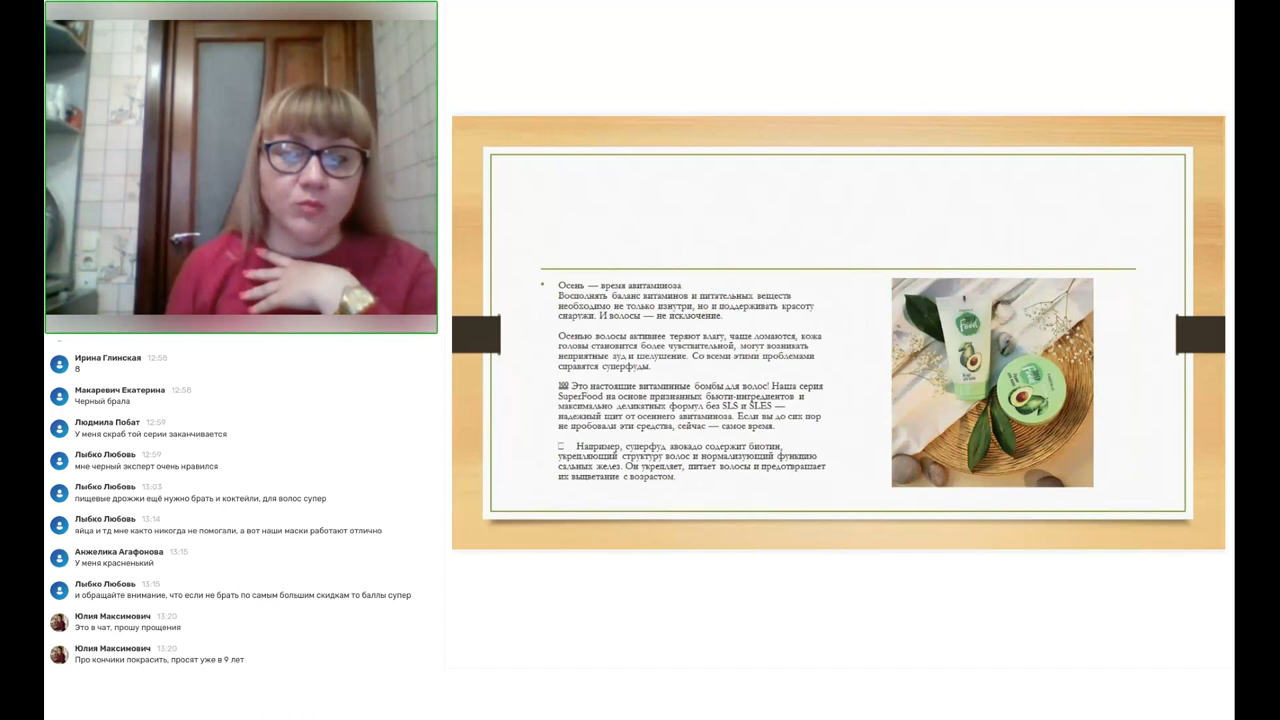 Ирина Глинская 12:58
8
Макаревич Екатерина 12:58
Черный брала
Людмила Побат 12:59
У меня скраб той серии заканчивается
Лыбко Любовь 12:59
мне черный эксперт очень нравился
Лыбко Любовь 13:03
пищевые дрожжи ещё нужно брать и коктейли, для волос супер
Лыбко Любовь 13:14
яйца и тд мне както никогда не помогали, а вот наши маски работают отлично
Анжелика Агафонова 13:15
У меня красненький
Лыбко Любовь 13:15
и обращайте внимание, что если не брать по самым большим скидкам то баллы супер
Юлия Максимович 13:20
Это в чат, прошу прощения
Юлия Максимович 13:20
Про кончики покрасить, просят уже в 9 лет
Осень — время авитаминоза
Восполнять баланс витаминов и питательных веществ
необходимо не только изнутри, но и поддерживать красоту
снаружи. И волосы — не исключение.
Осенью волосы активнее теряют влагу, чаще ломаются, кожа
головы становится более чувствительной, могут возникать
неприятные зуд и шелушение. Со всеми этими проблемами
справятся суперфуды.
Это настоящие витаминные бомбы для волос! Наша серия
SuperFood на основе признанных бьюти-ингредиентов и
максимально деликатных формул без SLS и SLES —
надежный щит от осеннего авитаминоза. Если вы до сих пор
не пробовали эти средства, сейчас — самое время.
Например, суперфуд авокадо содержит биотин,
укрепляющий структуру волос и нормализующий функцию
сальных желез. Он укрепляет, питает волосы и предотвращает
их выцветание с возрастом.
Food